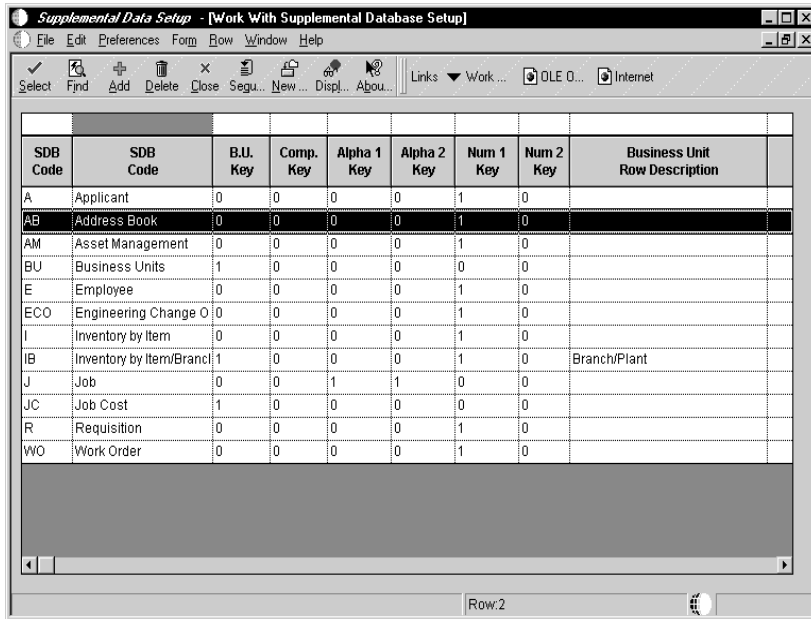 Supplemental Data Setup - [Work With Supplemental Database Setup]
File Edit Preferences Form Row Window Help
Select Find Add Delete Close Sequ... New ... Displ... Abou... Links Work ... OLE O... Internet
SDB Code SDB Code B.U. Key Comp. Key Alpha 1 Key Alpha 2 Key Num 1 Key Num 2 Key Business Unit Row Description
A Applicant 0 0 0 0 1 0
AB Address Book 0 0 0 0 1 0
AM Asset Management 0 0 0 0 1 0
BU Business Units 1 0 0 0 0 0
E Employee 0 0 0 0 1 0
ECO Engineering Change O 0 0 0 0 1 0
I Inventory by Item 0 0 0 0 1 0
IB Inventory by Item/Branch 1 0 0 0 1 0 Branch/Plant
J Job 0 0 1 1 0 0
JC Job Cost 1 0 0 0 0 0
R Requisition 0 0 0 0 1 0
WO Work Order 0 0 0 0 1 0
Row:2